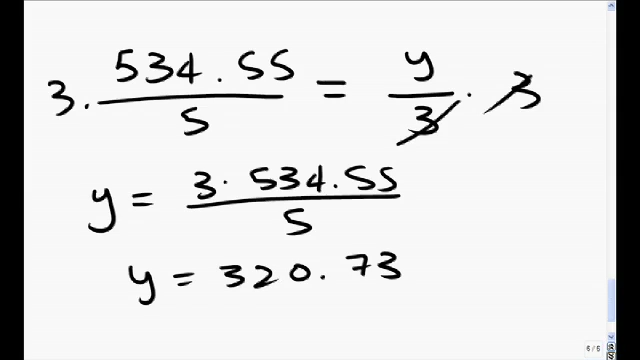 3 · 534.55 / 5 = y / 3 · 3
y = 3 · 534.55 / 5
y = 320.73
6 / 6